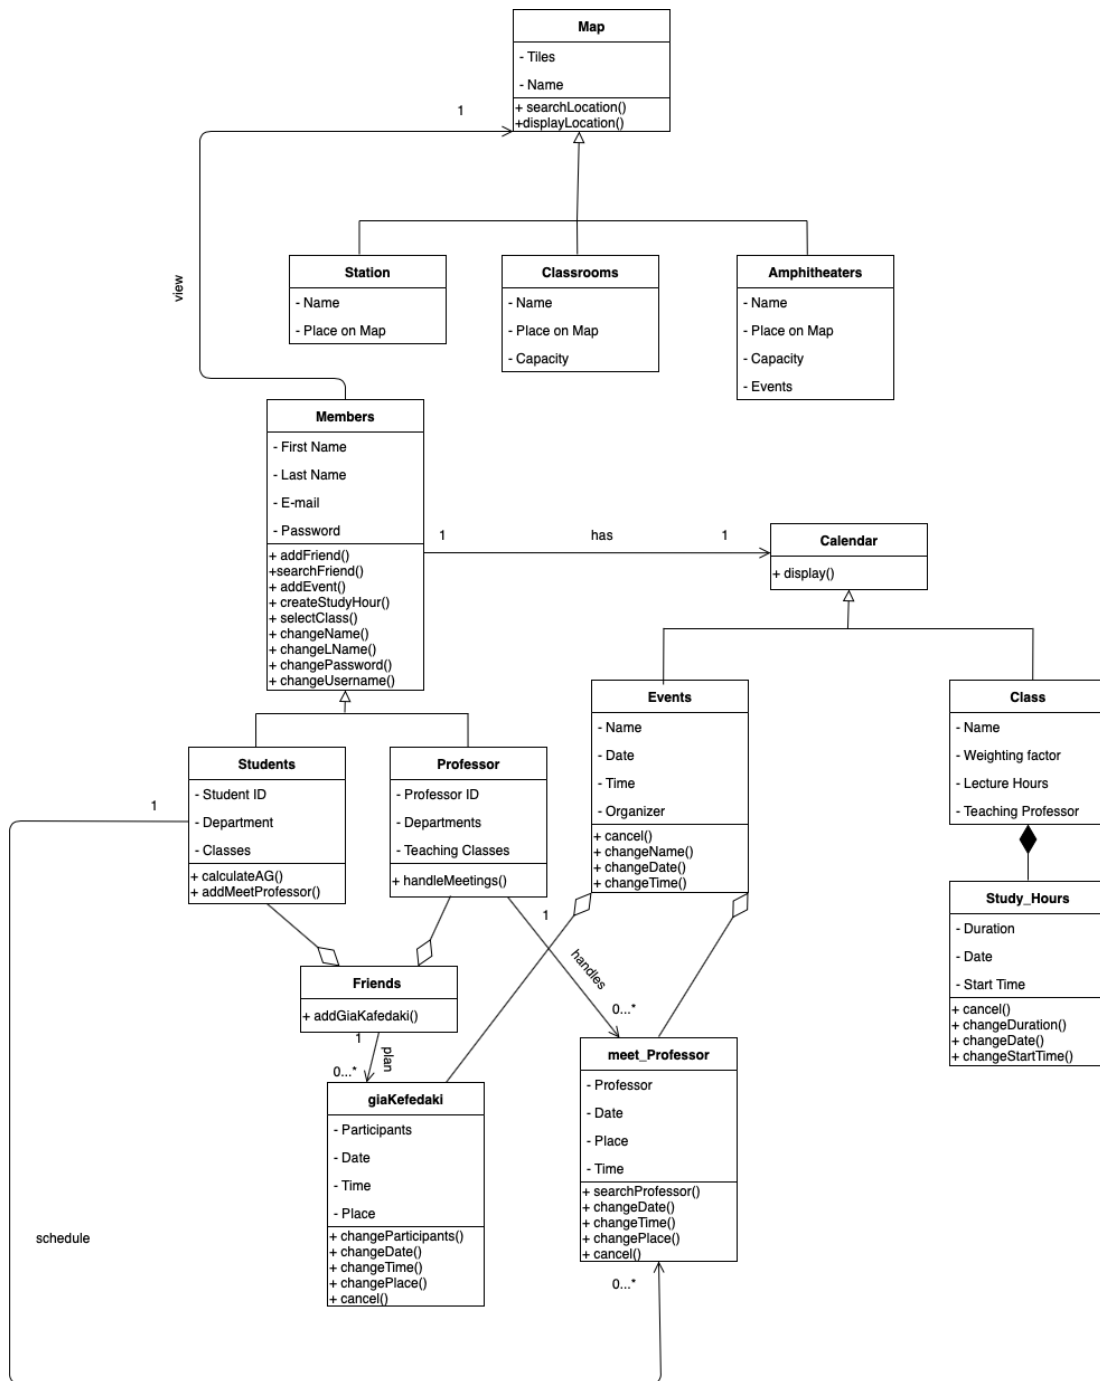 Map
- Tiles
- Name
+ searchLocation()
+displayLocation()
1
view
Station
- Name
- Place on Map
Classrooms
- Name
- Place on Map
- Capacity
Amphitheaters
- Name
- Place on Map
- Capacity
- Events
Members
- First Name
- Last Name
- E-mail
- Password
+ addFriend()
+searchFriend()
+ addEvent()
+ createStudyHour()
+ selectClass()
+ changeName()
+ changeLName()
+ changePassword()
+ changeUsername()
1
has
1
Calendar
+ display()
Students
- Student ID
- Department
- Classes
+ calculateAG()
+ addMeetProfessor()
1
Professor
- Professor ID
- Departments
- Teaching Classes
+ handleMeetings()
Events
- Name
- Date
- Time
- Organizer
+ cancel()
+ changeName()
+ changeDate()
+ changeTime()
Class
- Name
- Weighting factor
- Lecture Hours
- Teaching Professor
Study_Hours
- Duration
- Date
- Start Time
+ cancel()
+ changeDuration()
+ changeDate()
+ changeStartTime()
1
handles
0...*
Friends
+ addGiaKafedaki()
1
plan
0...*
giaKefedaki
- Participants
- Date
- Time
- Place
+ changeParticipants()
+ changeDate()
+ changeTime()
+ changePlace()
+ cancel()
meet_Professor
- Professor
- Date
- Place
- Time
+ searchProfessor()
+ changeDate()
+ changeTime()
+ changePlace()
+ cancel()
schedule
0...*